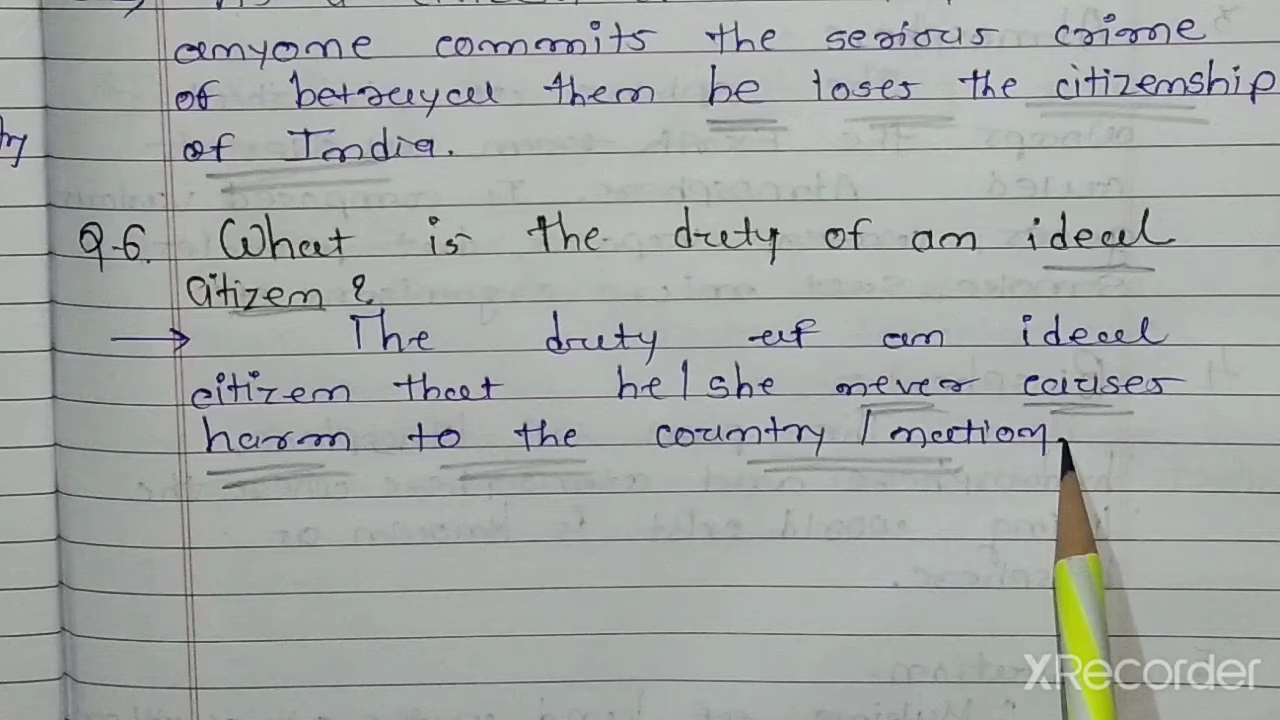 anyone commits the serious crime
of betrayal them be loses the citizenship
of India.
Q-6. What is the duty of an ideal
citizen ?
→ The duty of an ideal
citizen that he/she never causes
harm to the country / nation.
XRecorder